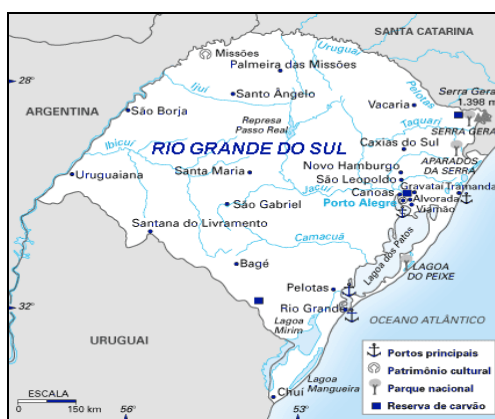 SANTA CATARINA
Missões
Uruguai
Palmeira das Missões
28°
Ijuí
Pelotas
Serra Geral
1.398 m
Santo Ângelo
Vacaria
ARGENTINA
São Borja
Represa
Passo Real
Taquari
SERRA GERAL
Ibicuí
RIO GRANDE DO SUL
Caxias do Sul
APARADOS
DA SERRA
Novo Hamburgo
Uruguaiana
Santa Maria
São Leopoldo
Jacuí
Canoas
Gravataí
Tramandaí
Porto Alegre
Alvorada
São Gabriel
Viamão
Santana do Livramento
Camacuã
Lagoa dos Patos
Bagé
LAGOA
DO PEIXE
Pelotas
32°
Rio Grande
OCEANO ATLÂNTICO
Lagoa
Mirim
URUGUAI
Portos principais
Patrimônio cultural
Parque nacional
Reserva de carvão
Lagoa
Mangueira
Chuí
ESCALA
0
150 km
56°
53°